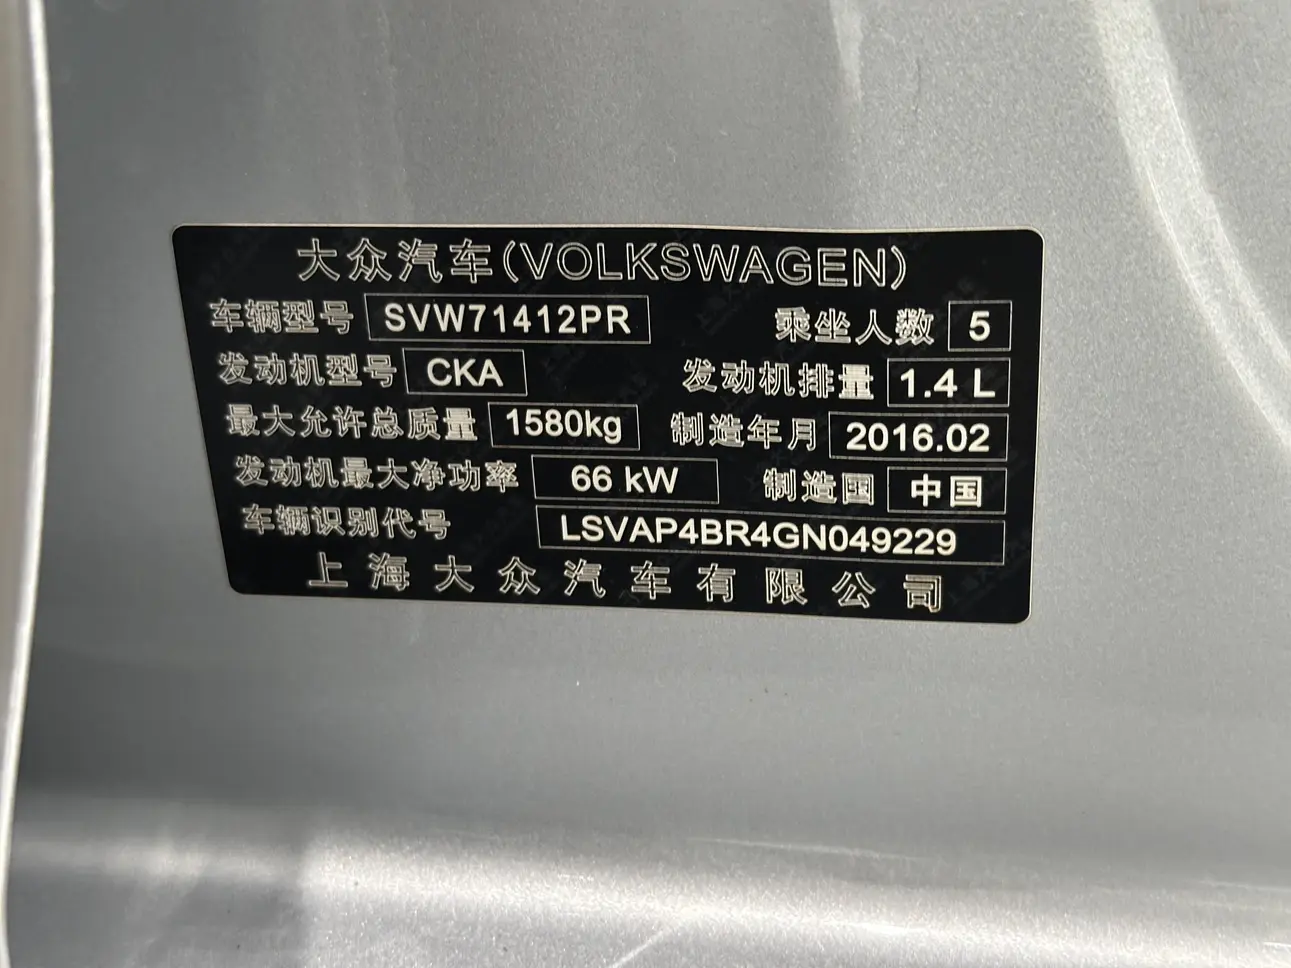 大众汽车(VOLKSWAGEN)
车辆型号 SVW71412PR 乘坐人数 5
发动机型号 CKA 发动机排量 1.4 L
最大允许总质量 1580kg 制造年月 2016.02
发动机最大净功率 66 kW 制造国 中国
车辆识别代号 LSVAP4BR4GN049229
上海大众汽车有限公司